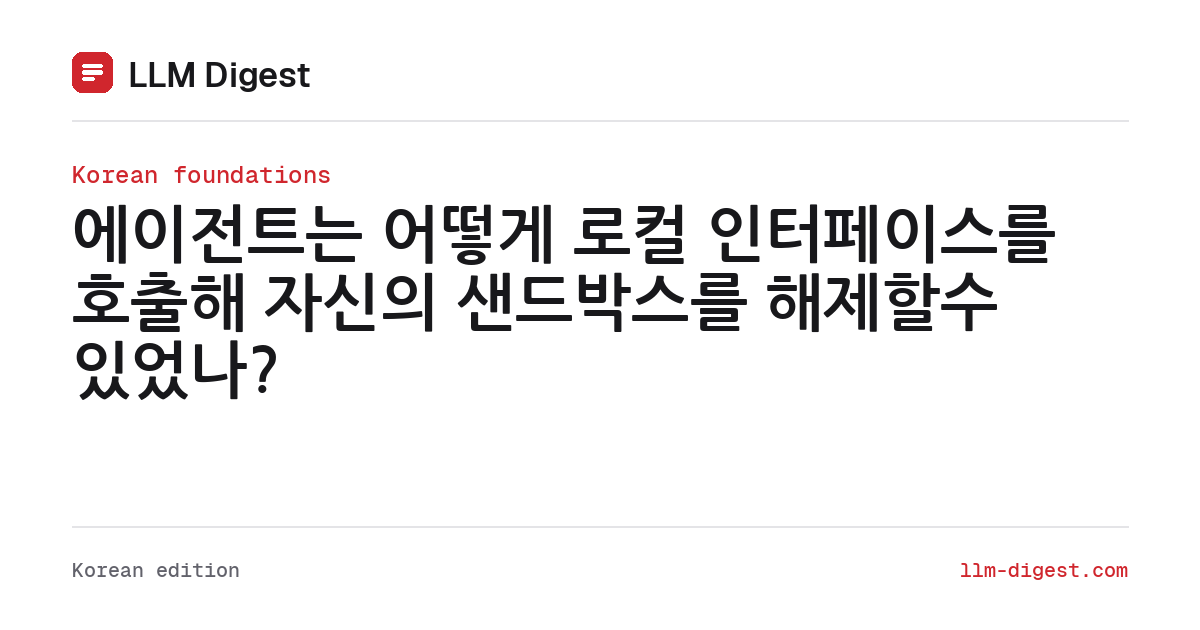 LLM Digest
Korean foundations
에이전트는 어떻게 로컬 인터페이스를
호출해 자신의 샌드박스를 해제할수
있었나?
Korean edition
llm-digest.com